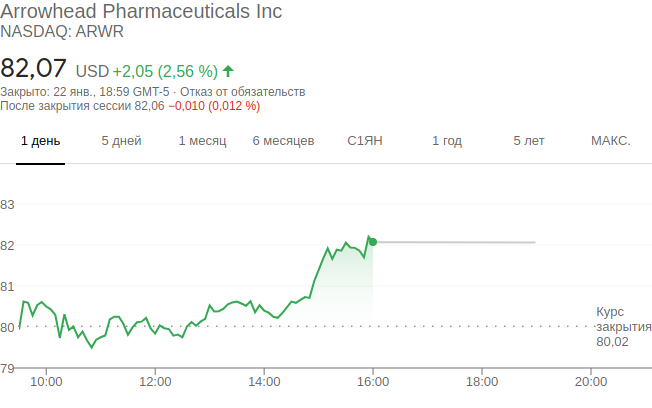 Arrowhead Pharmaceuticals Inc
NASDAQ: ARWR
82,07 USD +2,05 (2,56 %)
Закрыто: 22 янв., 18:59 GMT-5 · Отказ от обязательств
После закрытия сессии 82,06 −0,010 (0,012 %)
1 день 5 дней 1 месяц 6 месяцев С1ЯН 1 год 5 лет МАКС.
83
82
81
Курс
80 закрытия
80,02
79
10:00 12:00 14:00 16:00 18:00 20:00